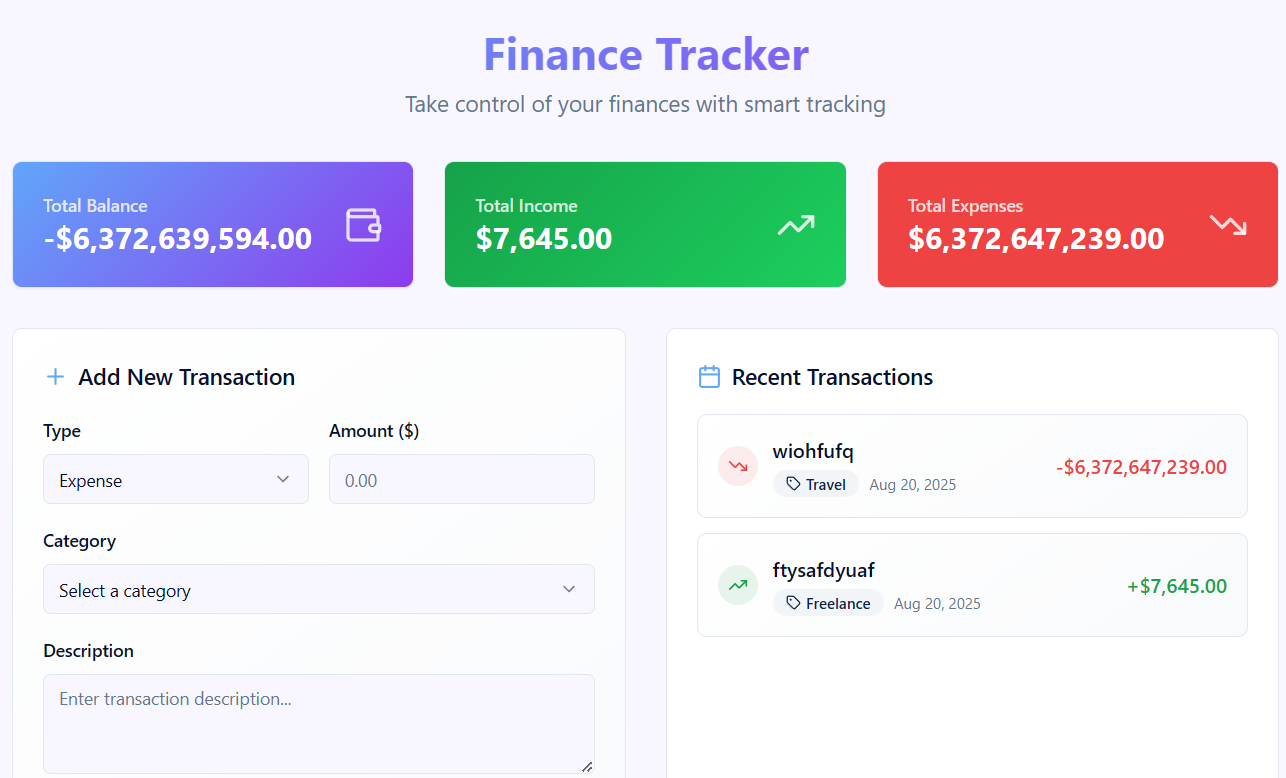 Finance Tracker
Take control of your finances with smart tracking
Total Balance
-$6,372,639,594.00
Total Income
$7,645.00
Total Expenses
$6,372,647,239.00
Add New Transaction
Type
Amount ($)
Expense
0.00
Category
Select a category
Description
Enter transaction description...
Recent Transactions
wiohfufq
Travel
Aug 20, 2025
-$6,372,647,239.00
ftysafdyuaf
Freelance
Aug 20, 2025
+$7,645.00